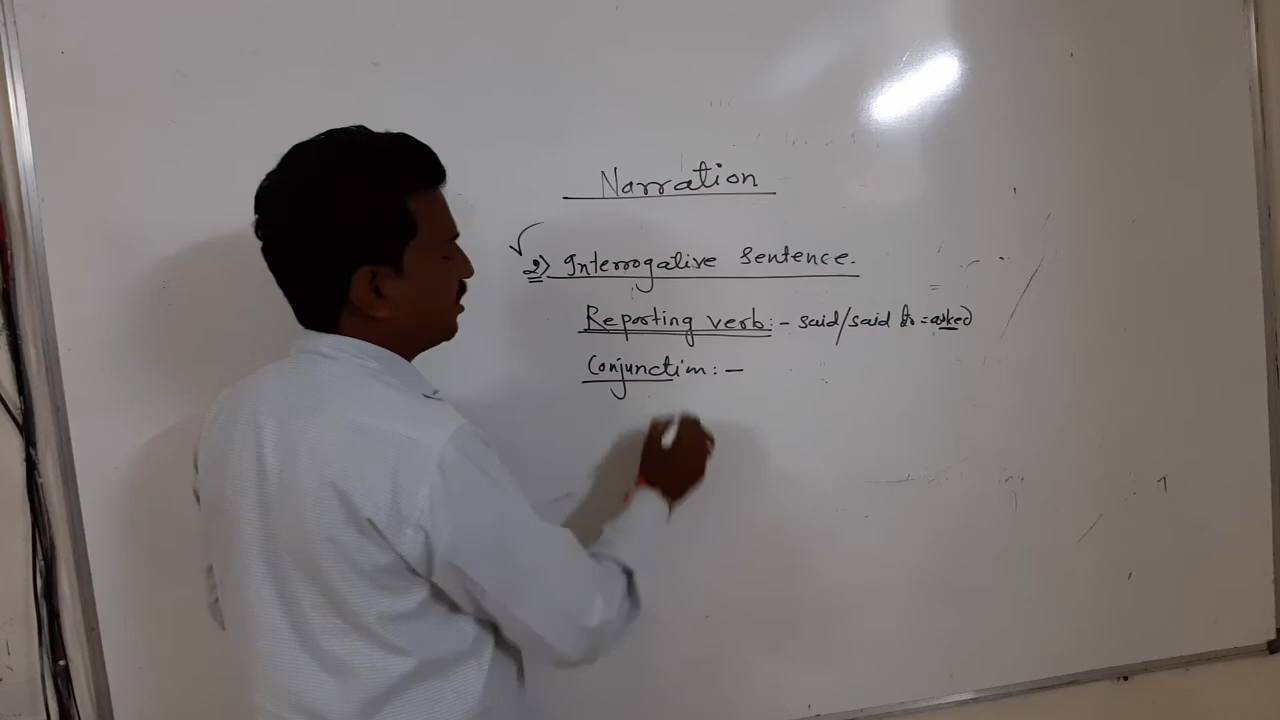 Narration
2) Interrogative Sentence.
Reporting verb:- said/said to = asked
Conjunction:-